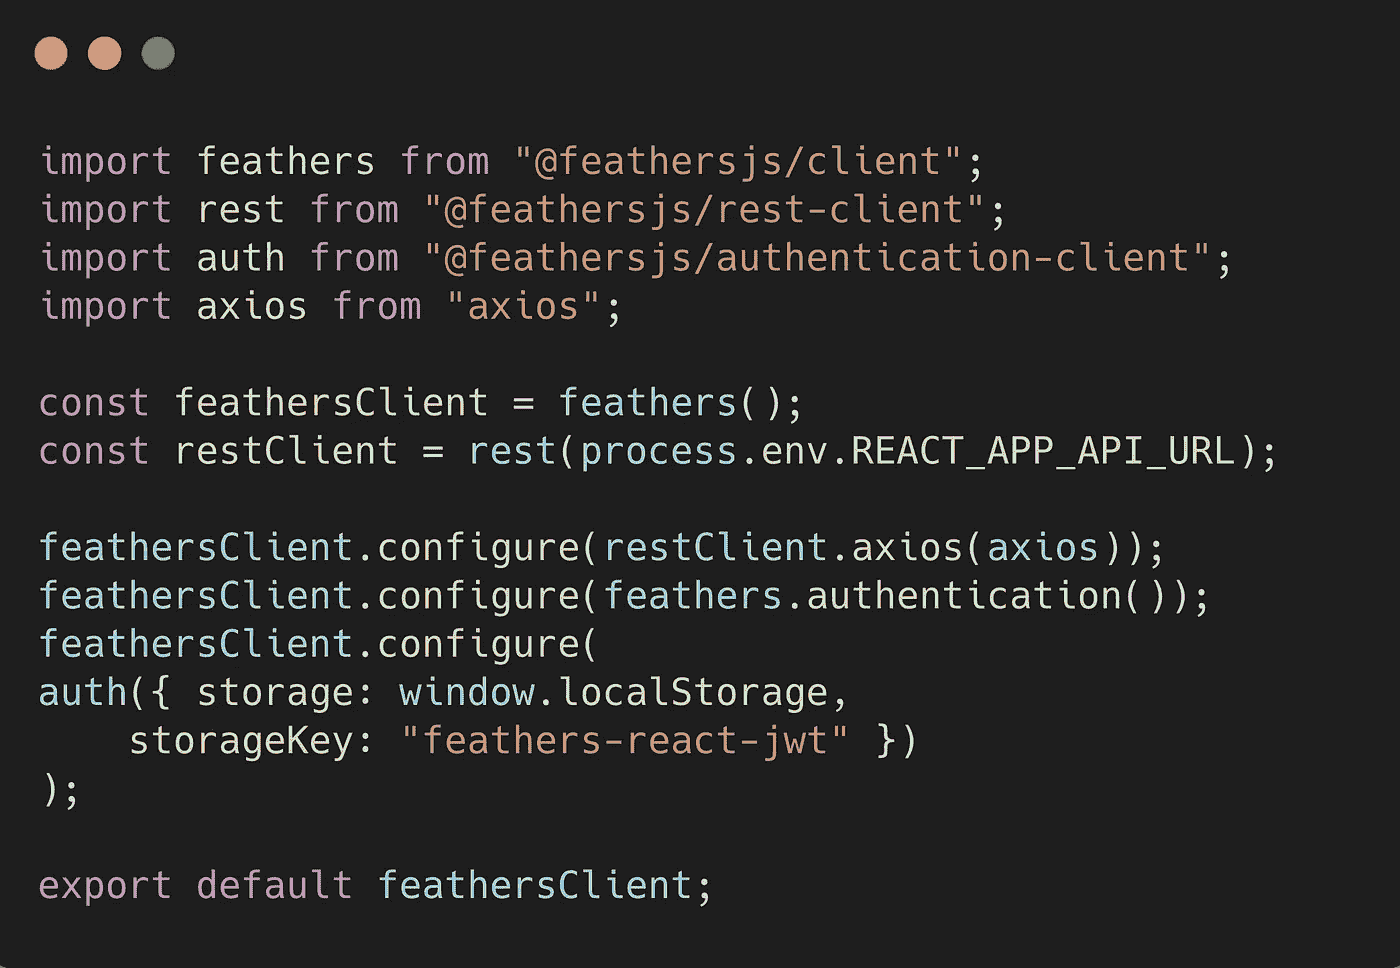 import feathers from "@feathersjs/client";
import rest from "@feathersjs/rest-client";
import auth from "@feathersjs/authentication-client";
import axios from "axios";

const feathersClient = feathers();
const restClient = rest(process.env.REACT_APP_API_URL);

feathersClient.configure(restClient.axios(axios));
feathersClient.configure(feathers.authentication());
feathersClient.configure(
auth({ storage: window.localStorage,
    storageKey: "feathers-react-jwt" })
);

export default feathersClient;